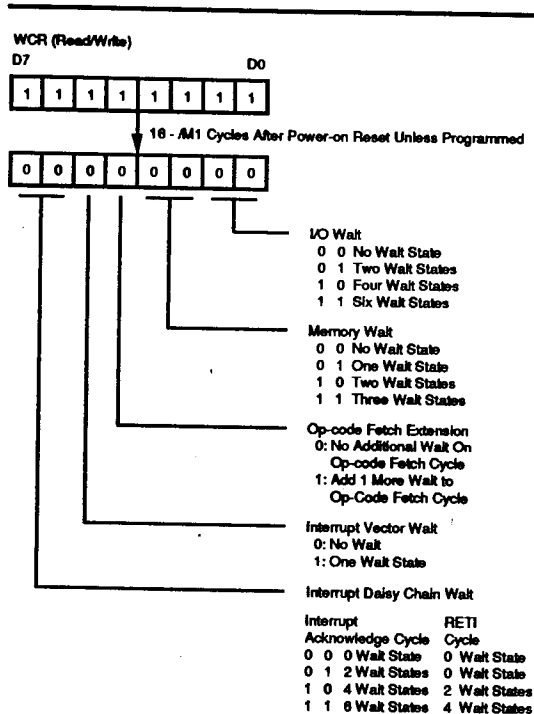 WCR (Read/Write)
D7 D0
1 1 1 1 1 1 1 1
16 - /M1 Cycles After Power-on Reset Unless Programmed
0 0 0 0 0 0 0 0
I/O Wait
0 0 No Wait State
0 1 Two Wait States
1 0 Four Wait States
1 1 Six Wait States
Memory Wait
0 0 No Wait State
0 1 One Wait State
1 0 Two Wait States
1 1 Three Wait States
Op-code Fetch Extension
0: No Additional Wait On
Op-code Fetch Cycle
1: Add 1 More Wait to
Op-Code Fetch Cycle
Interrupt Vector Wait
0: No Wait
1: One Wait State
Interrupt Daisy Chain Wait
Interrupt RETI
Acknowledge Cycle Cycle
0 0 0 Wait State 0 Wait State
0 1 2 Wait States 0 Wait State
1 0 4 Wait States 2 Wait States
1 1 6 Wait States 4 Wait States